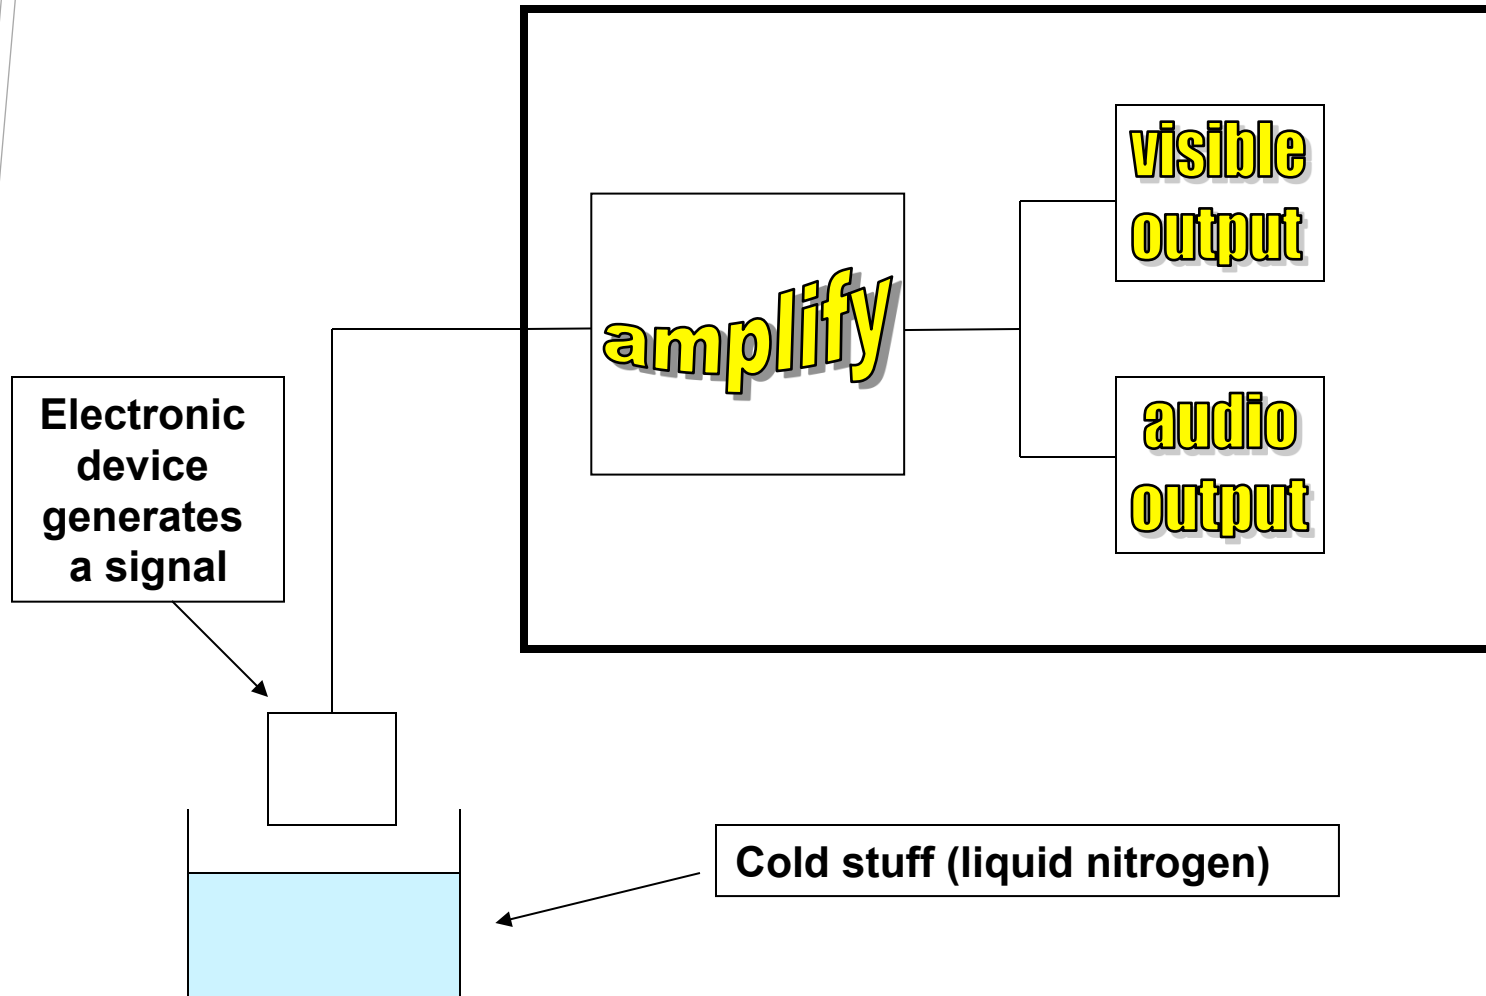 visible
output
amplify
Electronic
device
generates
a signal
audio
output
Cold stuff (liquid nitrogen)